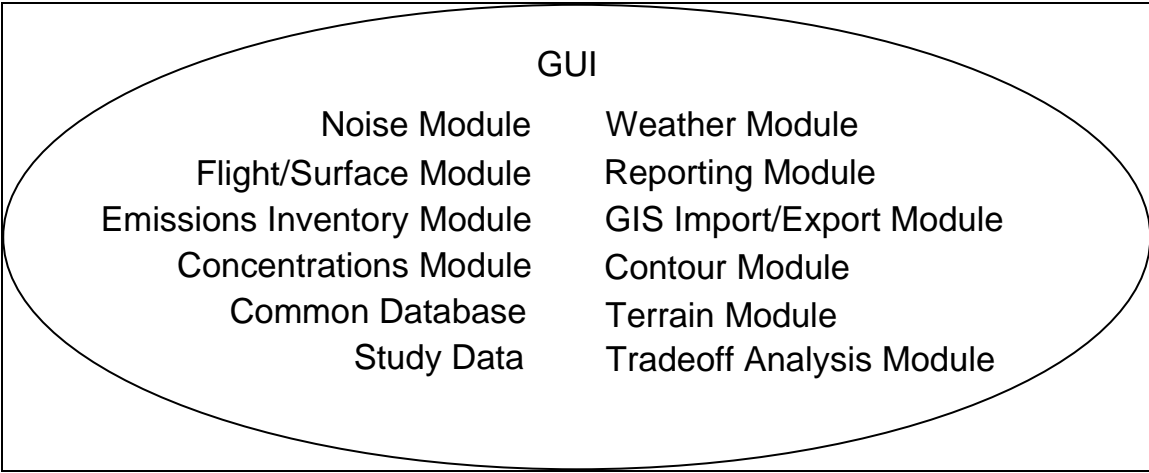 GUI
Noise Module
Flight/Surface Module
Emissions Inventory Module
Concentrations Module
Common Database
Study Data
Weather Module
Reporting Module
GIS Import/Export Module
Contour Module
Terrain Module
Tradeoff Analysis Module